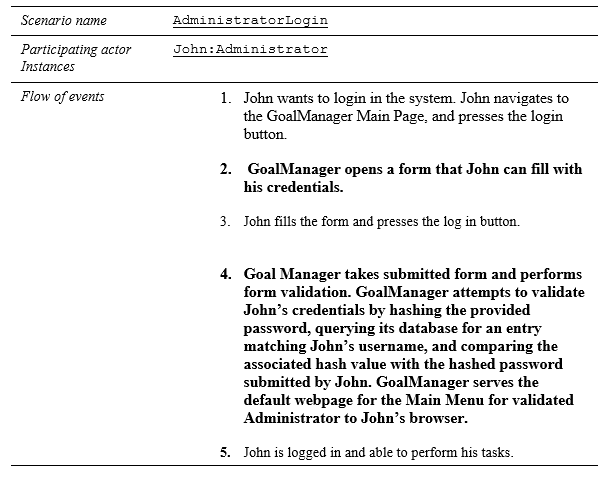 Scenario name AdministratorLogin
Participating actor John:Administrator
Instances
Flow of events 1. John wants to login in the system. John navigates to
the GoalManager Main Page, and presses the login
button.
2. GoalManager opens a form that John can fill with
his credentials.
3. John fills the form and presses the log in button.
4. Goal Manager takes submitted form and performs
form validation. GoalManager attempts to validate
John’s credentials by hashing the provided
password, querying its database for an entry
matching John’s username, and comparing the
associated hash value with the hashed password
submitted by John. GoalManager serves the
default webpage for the Main Menu for validated
Administrator to John’s browser.
5. John is logged in and able to perform his tasks.